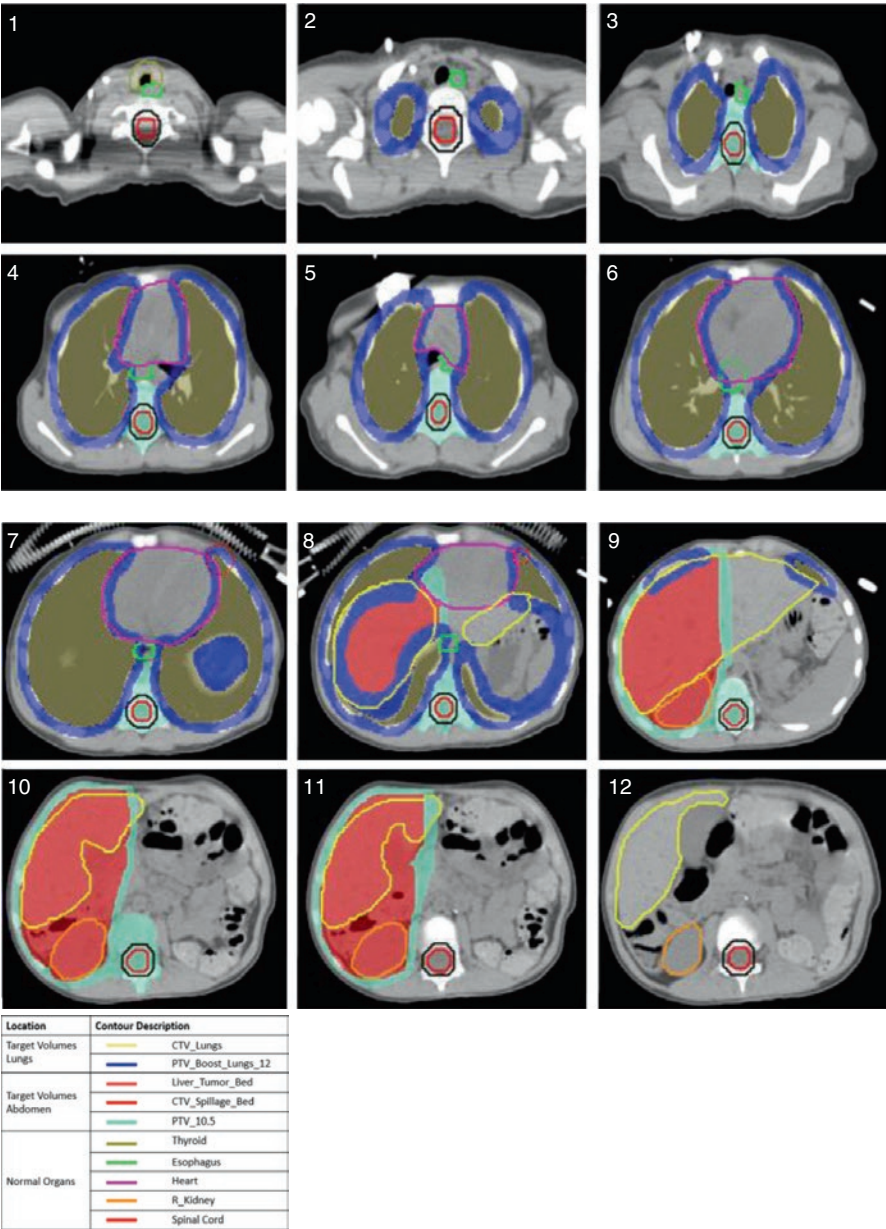 1
2
3
4
5
6
7
8
9
10
11
12
Location Contour Description
Target Volumes Lungs CTV_Lungs
PTV_Boost_Lungs_12
Target Volumes Abdomen Liver_Tumor_Bed
CTV_Spillage_Bed
PTV_10.5
Normal Organs Thyroid
Esophagus
Heart
R_Kidney
Spinal Cord